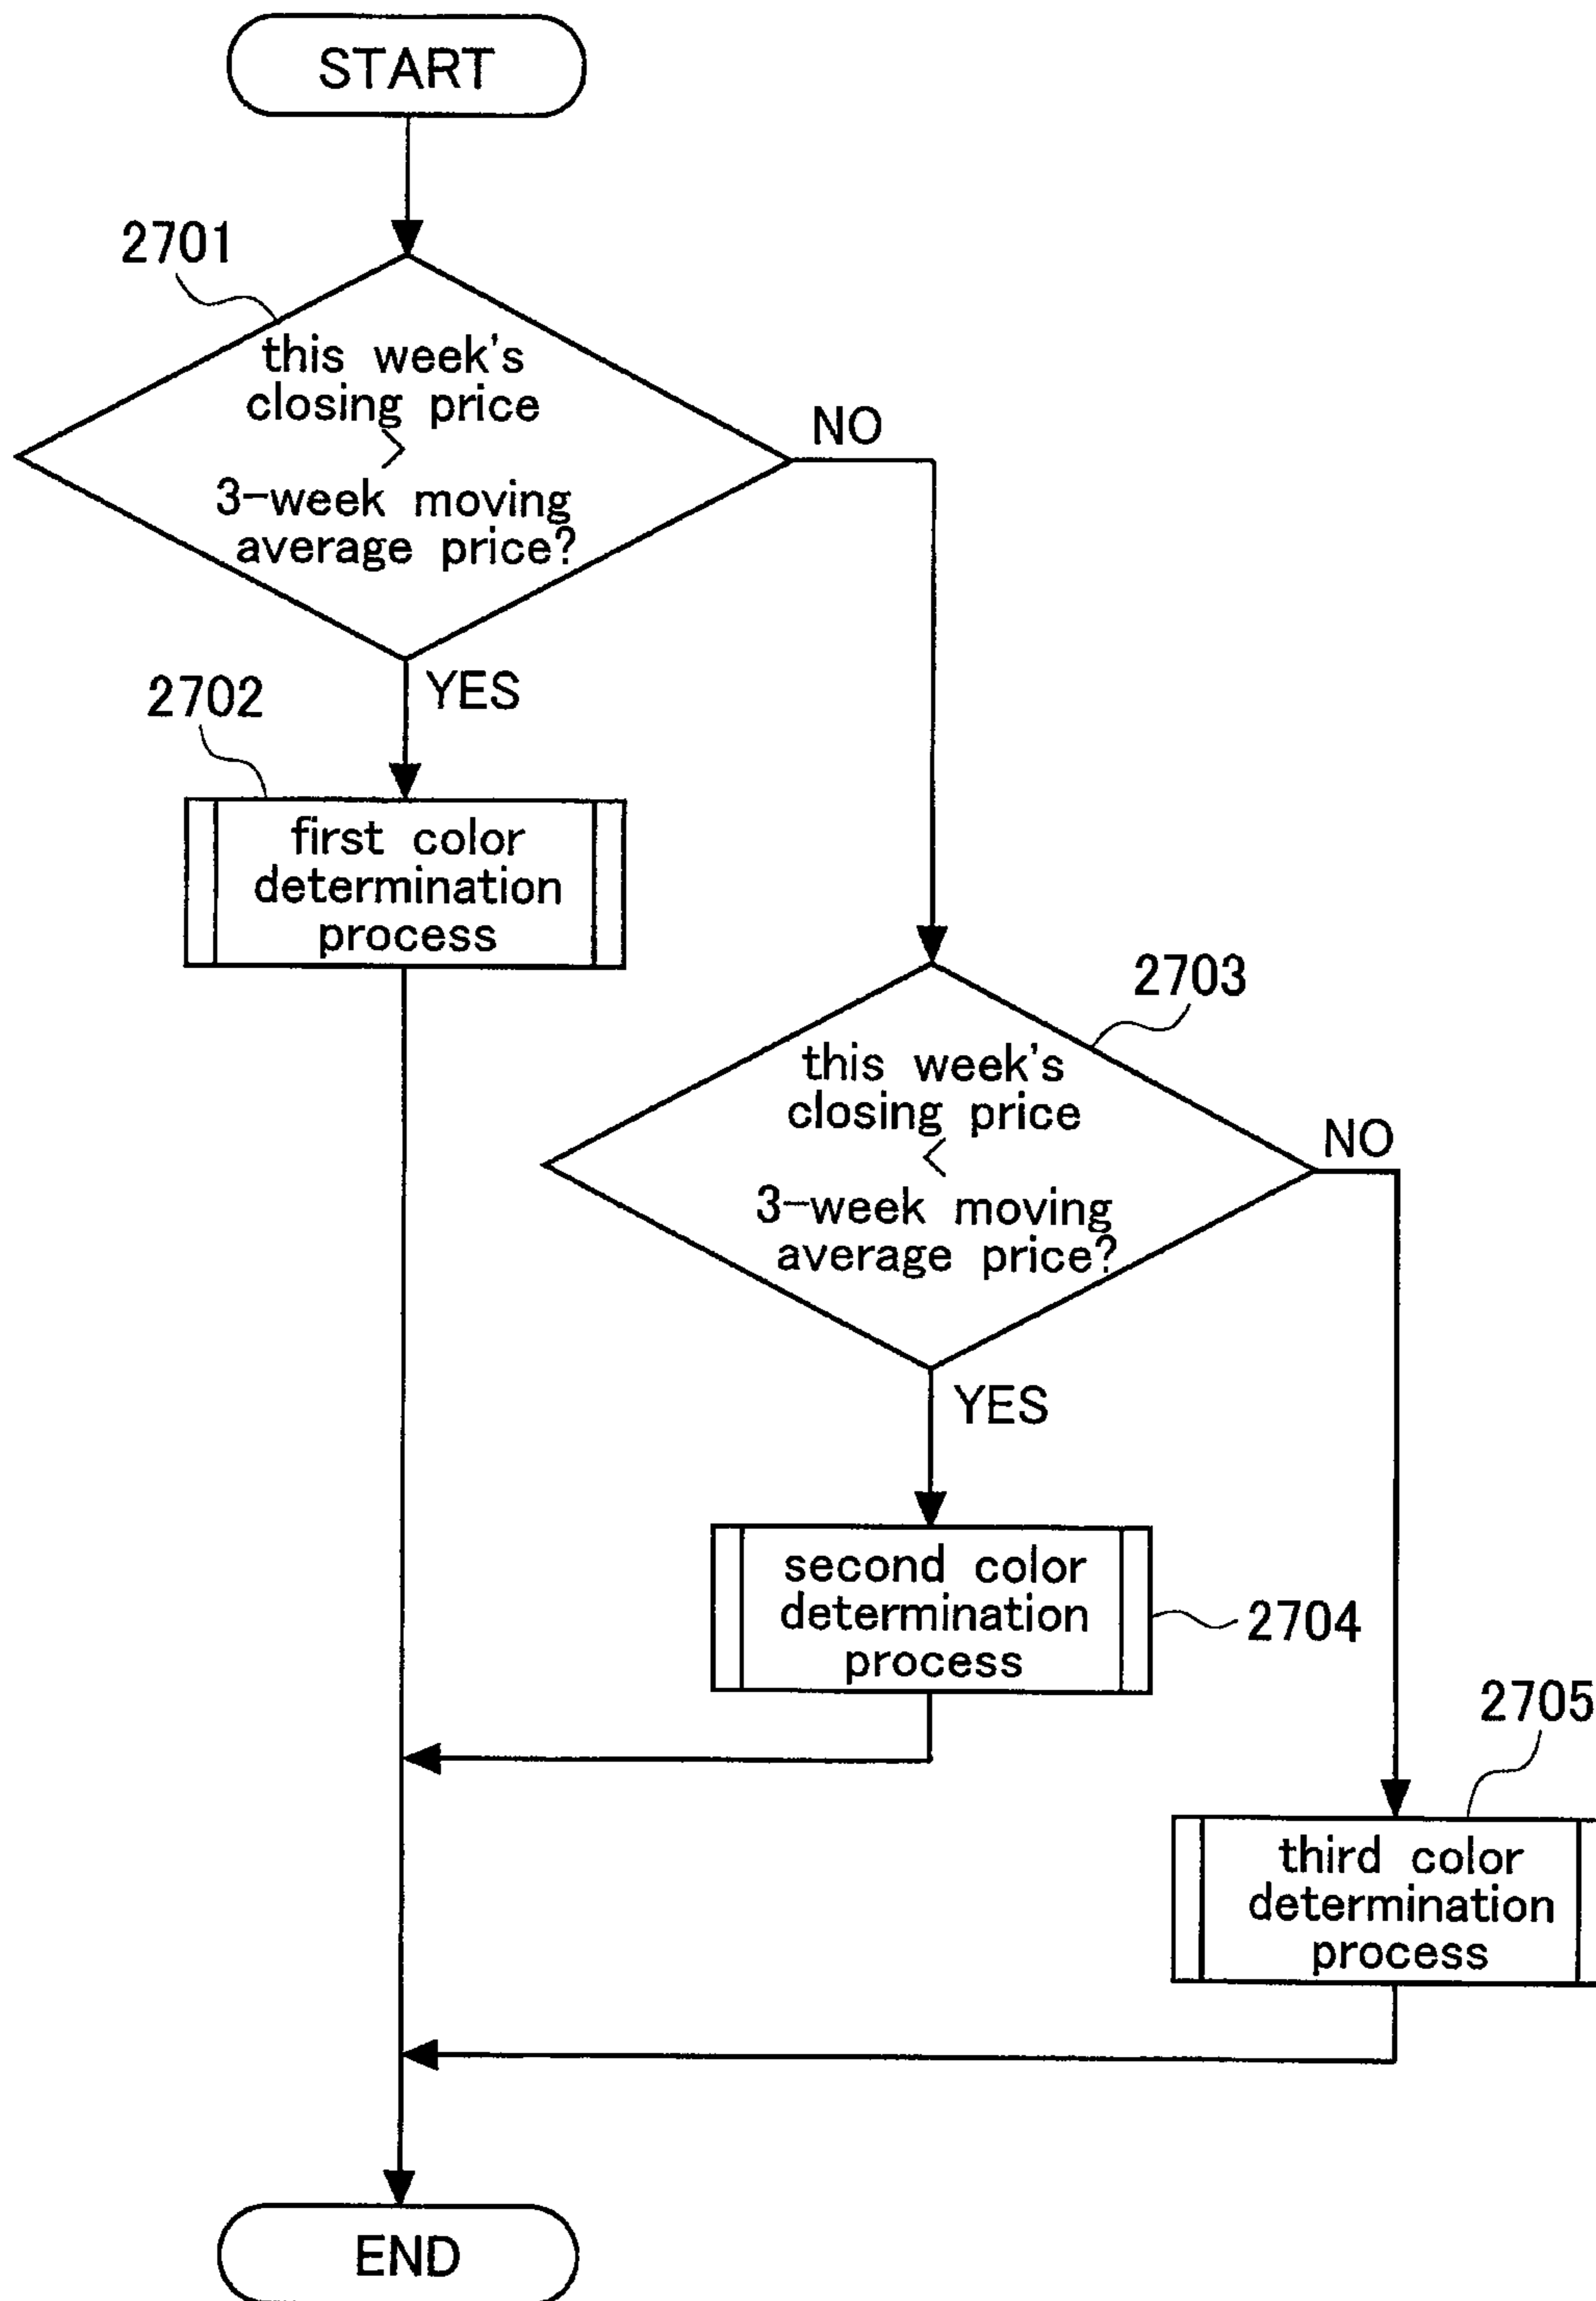 START
2701
this week's
closing price
>
3-week moving
average price?
NO
YES
2702
first color
determination
process
2703
this week's
closing price
<
3-week moving
average price?
NO
YES
second color
determination
process
2704
2705
third color
determination
process
END